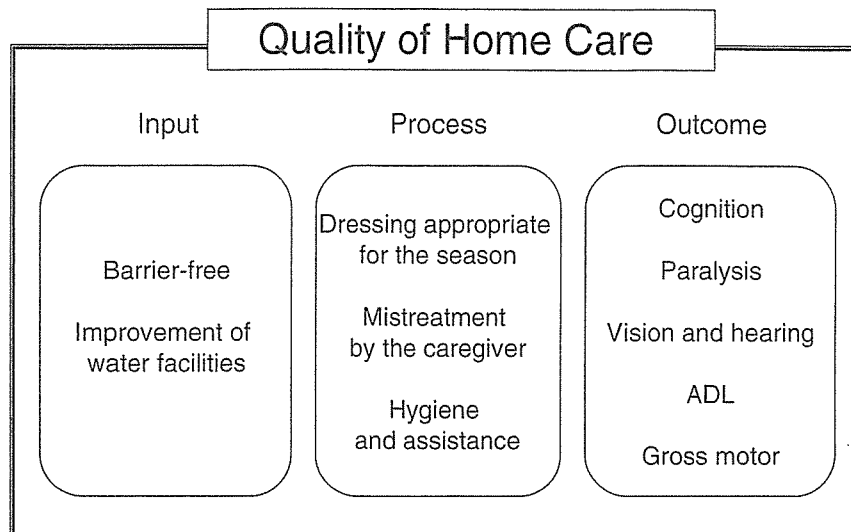 Quality of Home Care
Input
Barrier-free
Improvement of
water facilities
Process
Dressing appropriate
for the season
Mistreatment
by the caregiver
Hygiene
and assistance
Outcome
Cognition
Paralysis
Vision and hearing
ADL
Gross motor